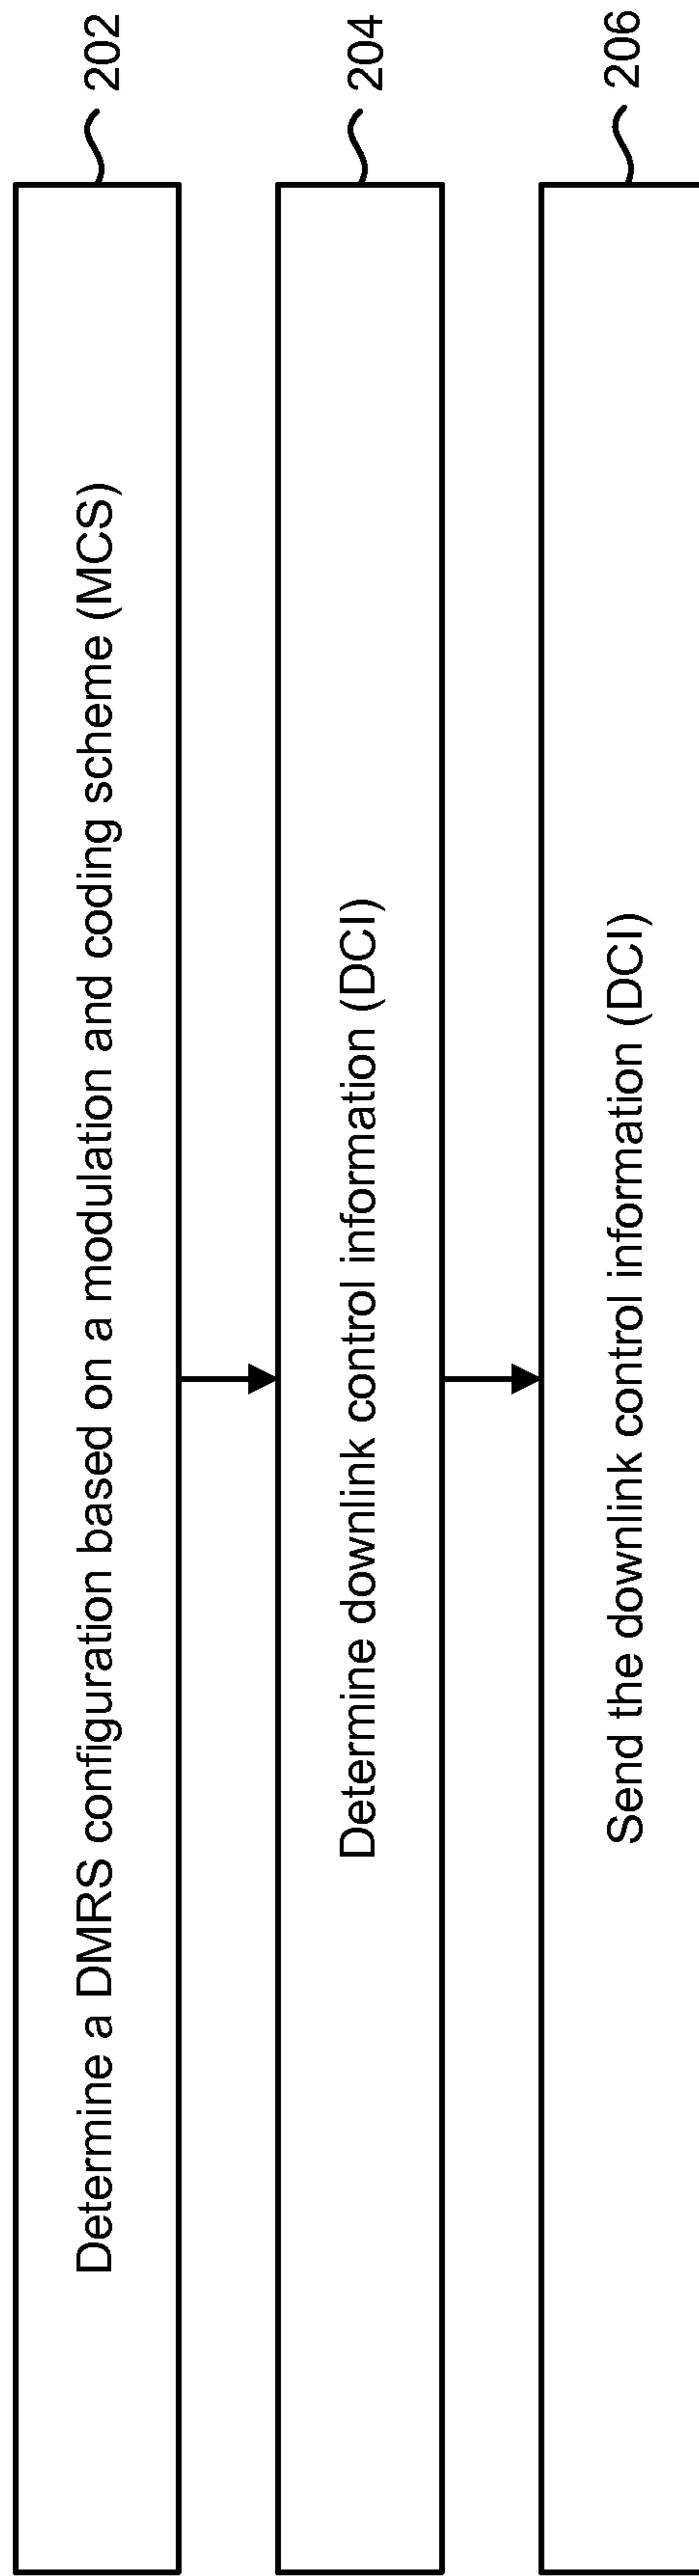 Determine a DMRS configuration based on a modulation and coding scheme (MCS)
202
Determine downlink control information (DCI)
204
Send the downlink control information (DCI)
206